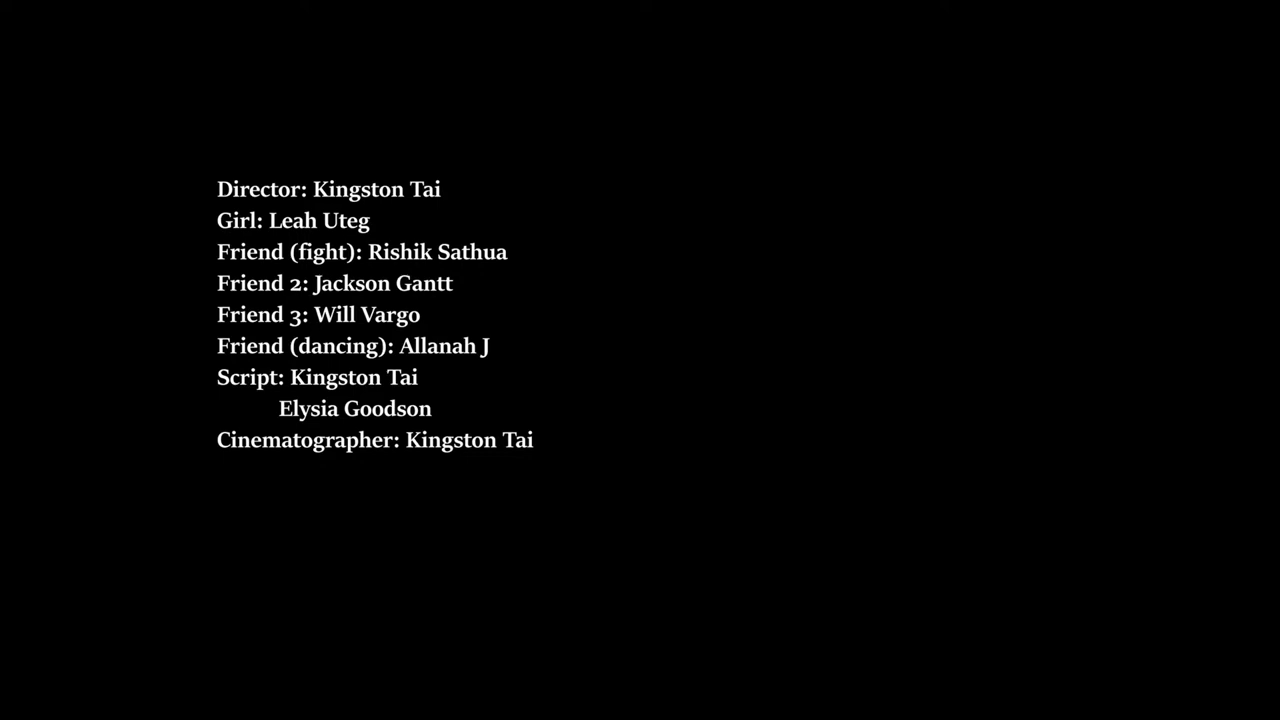 Director: Kingston Tai
Girl: Leah Uteg
Friend (fight): Rishik Sathua
Friend 2: Jackson Gantt
Friend 3: Will Vargo
Friend (dancing): Allanah J
Script: Kingston Tai
Elysia Goodson
Cinematographer: Kingston Tai